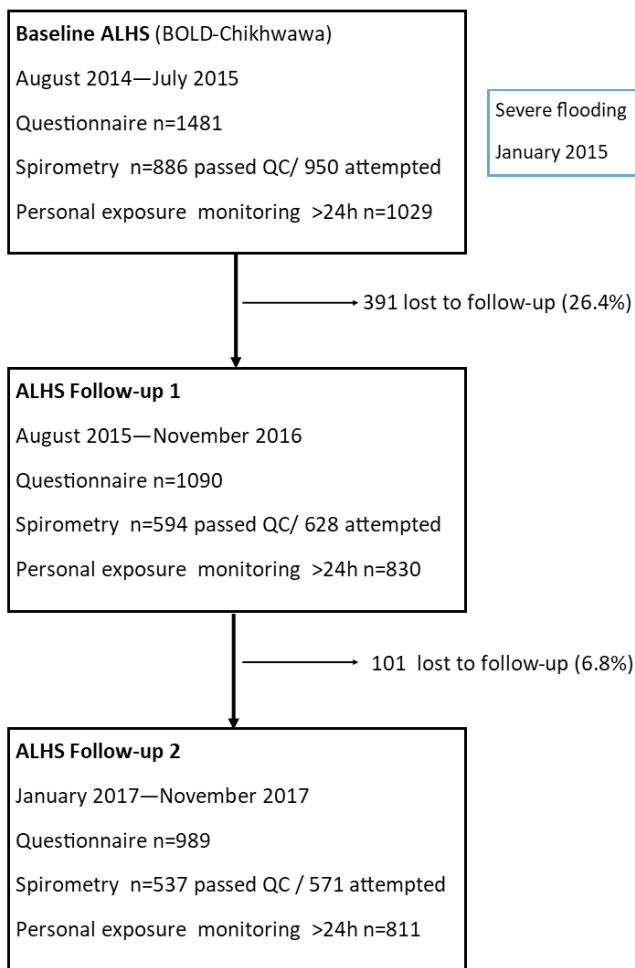 Baseline ALHS (BOLD-Chikhwawa)
August 2014—July 2015
Questionnaire n=1481
Spirometry n=886 passed QC/ 950 attempted
Personal exposure monitoring >24h n=1029
Severe flooding
January 2015
391 lost to follow-up (26.4%)
ALHS Follow-up 1
August 2015—November 2016
Questionnaire n=1090
Spirometry n=594 passed QC/ 628 attempted
Personal exposure monitoring >24h n=830
101 lost to follow-up (6.8%)
ALHS Follow-up 2
January 2017—November 2017
Questionnaire n=989
Spirometry n=537 passed QC / 571 attempted
Personal exposure monitoring >24h n=811